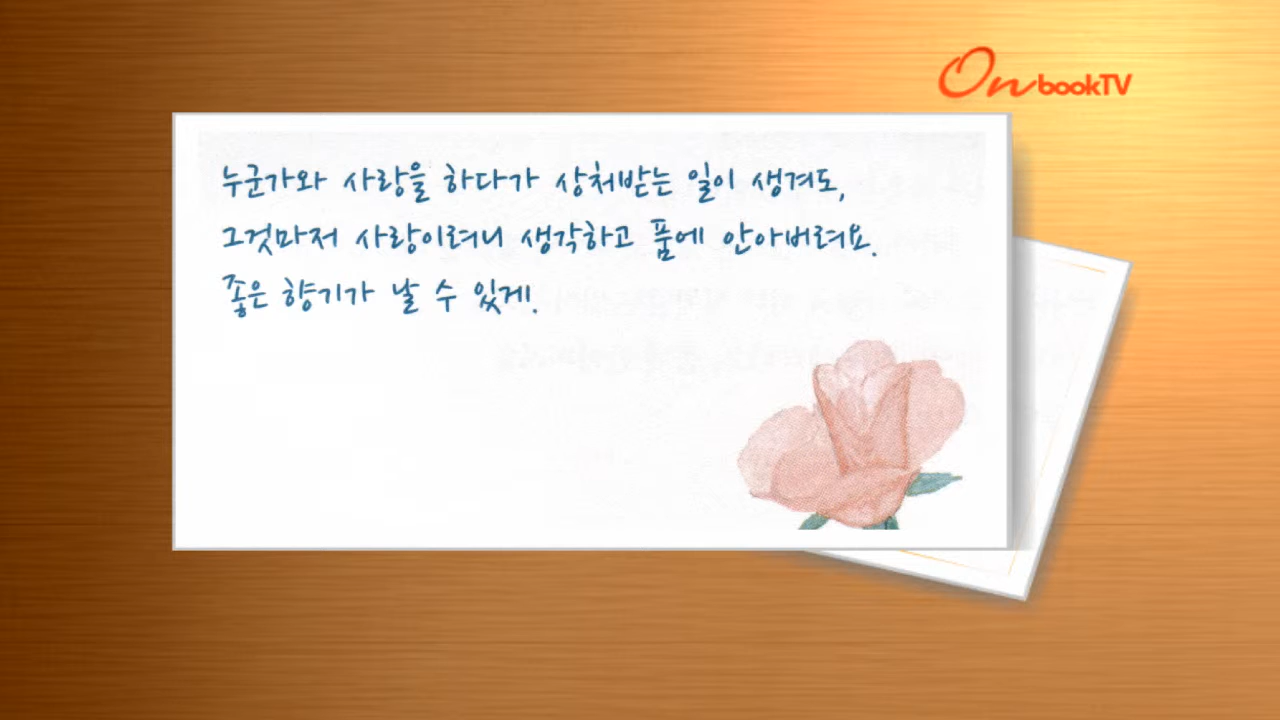 On bookTV
누군가와 사랑을 하다가 상처받는 일이 생겨도,
그것마저 사랑이려니 생각하고 품에 안아버려요.
좋은 향기가 날 수 있게.